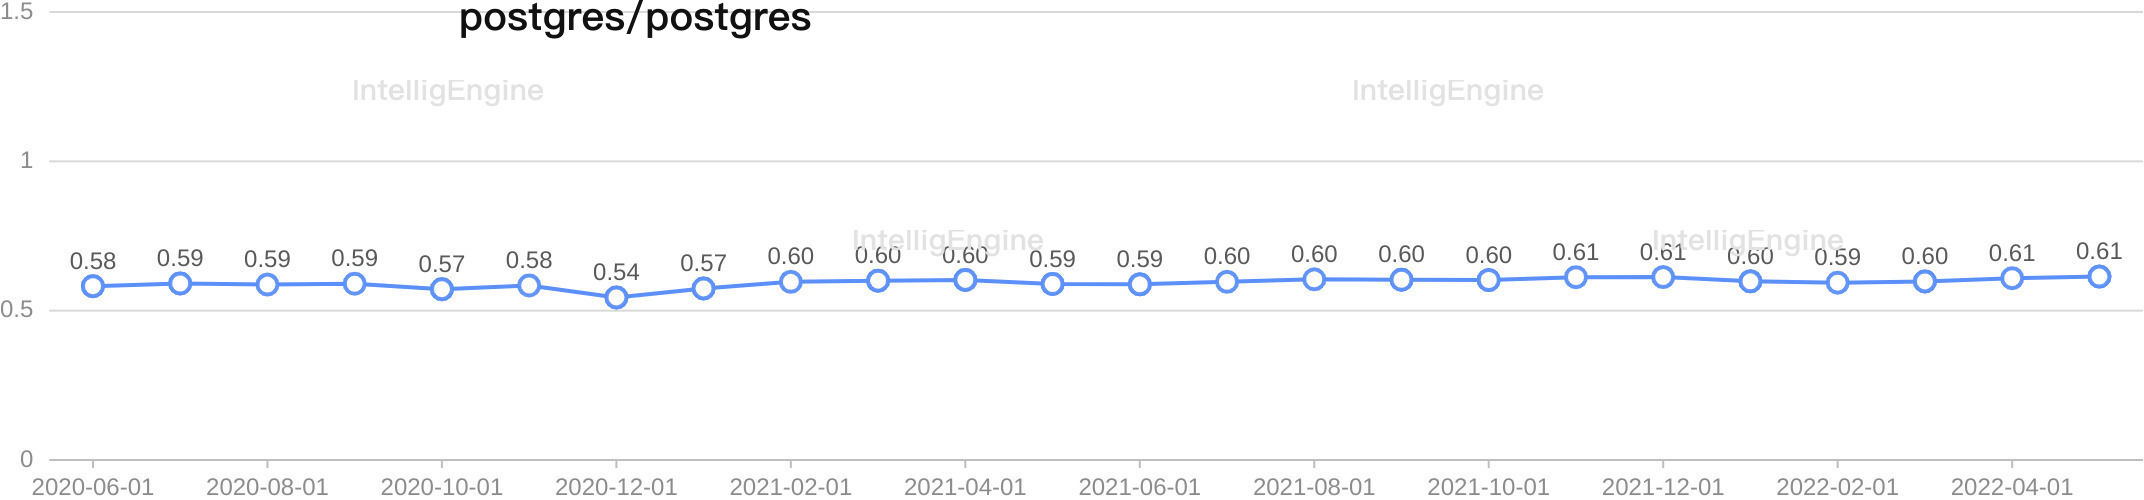 postgres/postgres
1.5
IntelligEngine IntelligEngine
1
IntelligEngine IntelligEngine
0.58 0.59 0.59 0.59 0.57 0.58 0.54 0.57 0.60 0.60 0.60 0.59 0.59 0.60 0.60 0.60 0.60 0.61 0.61 0.60 0.59 0.60 0.61 0.61
0.5
0
2020-06-01 2020-08-01 2020-10-01 2020-12-01 2021-02-01 2021-04-01 2021-06-01 2021-08-01 2021-10-01 2021-12-01 2022-02-01 2022-04-01